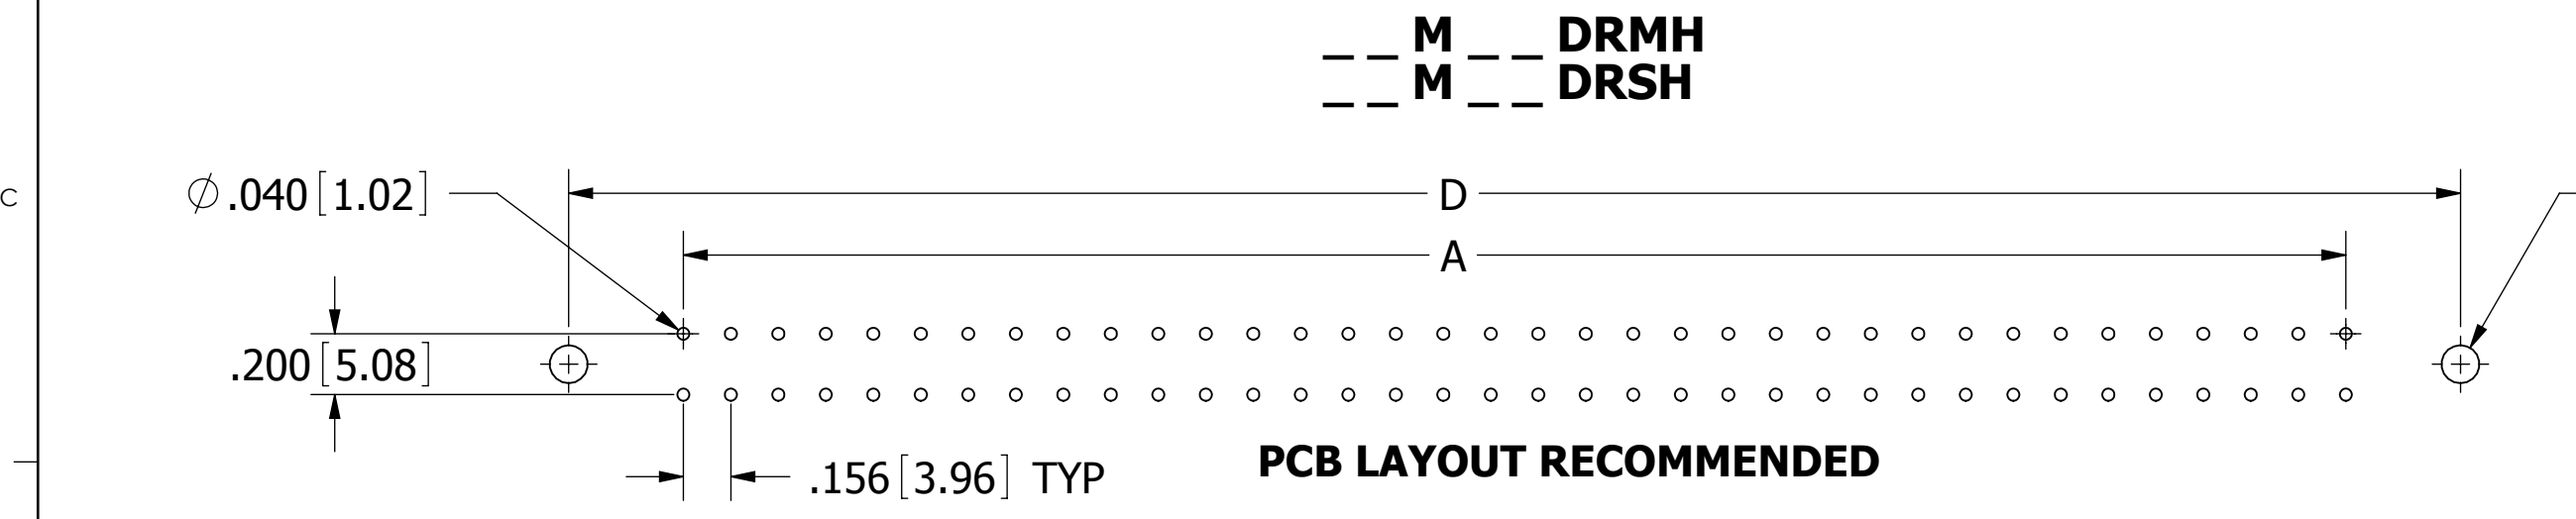 _ _ M _ _ DRMH
_ _ M _ _ DRSH
C
∅ .040 [1.02]
D
A
.200 [5.08]
.156 [3.96] TYP
PCB LAYOUT RECOMMENDED